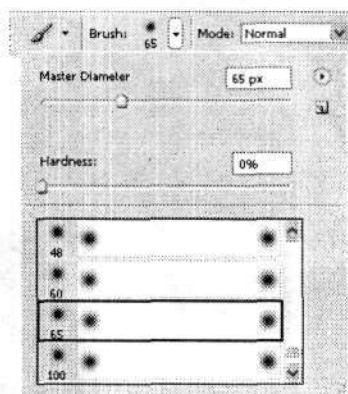 Brush: 65 Mode: Normal
Master Diameter 65 px
Hardness: 0%
48
60
65
100